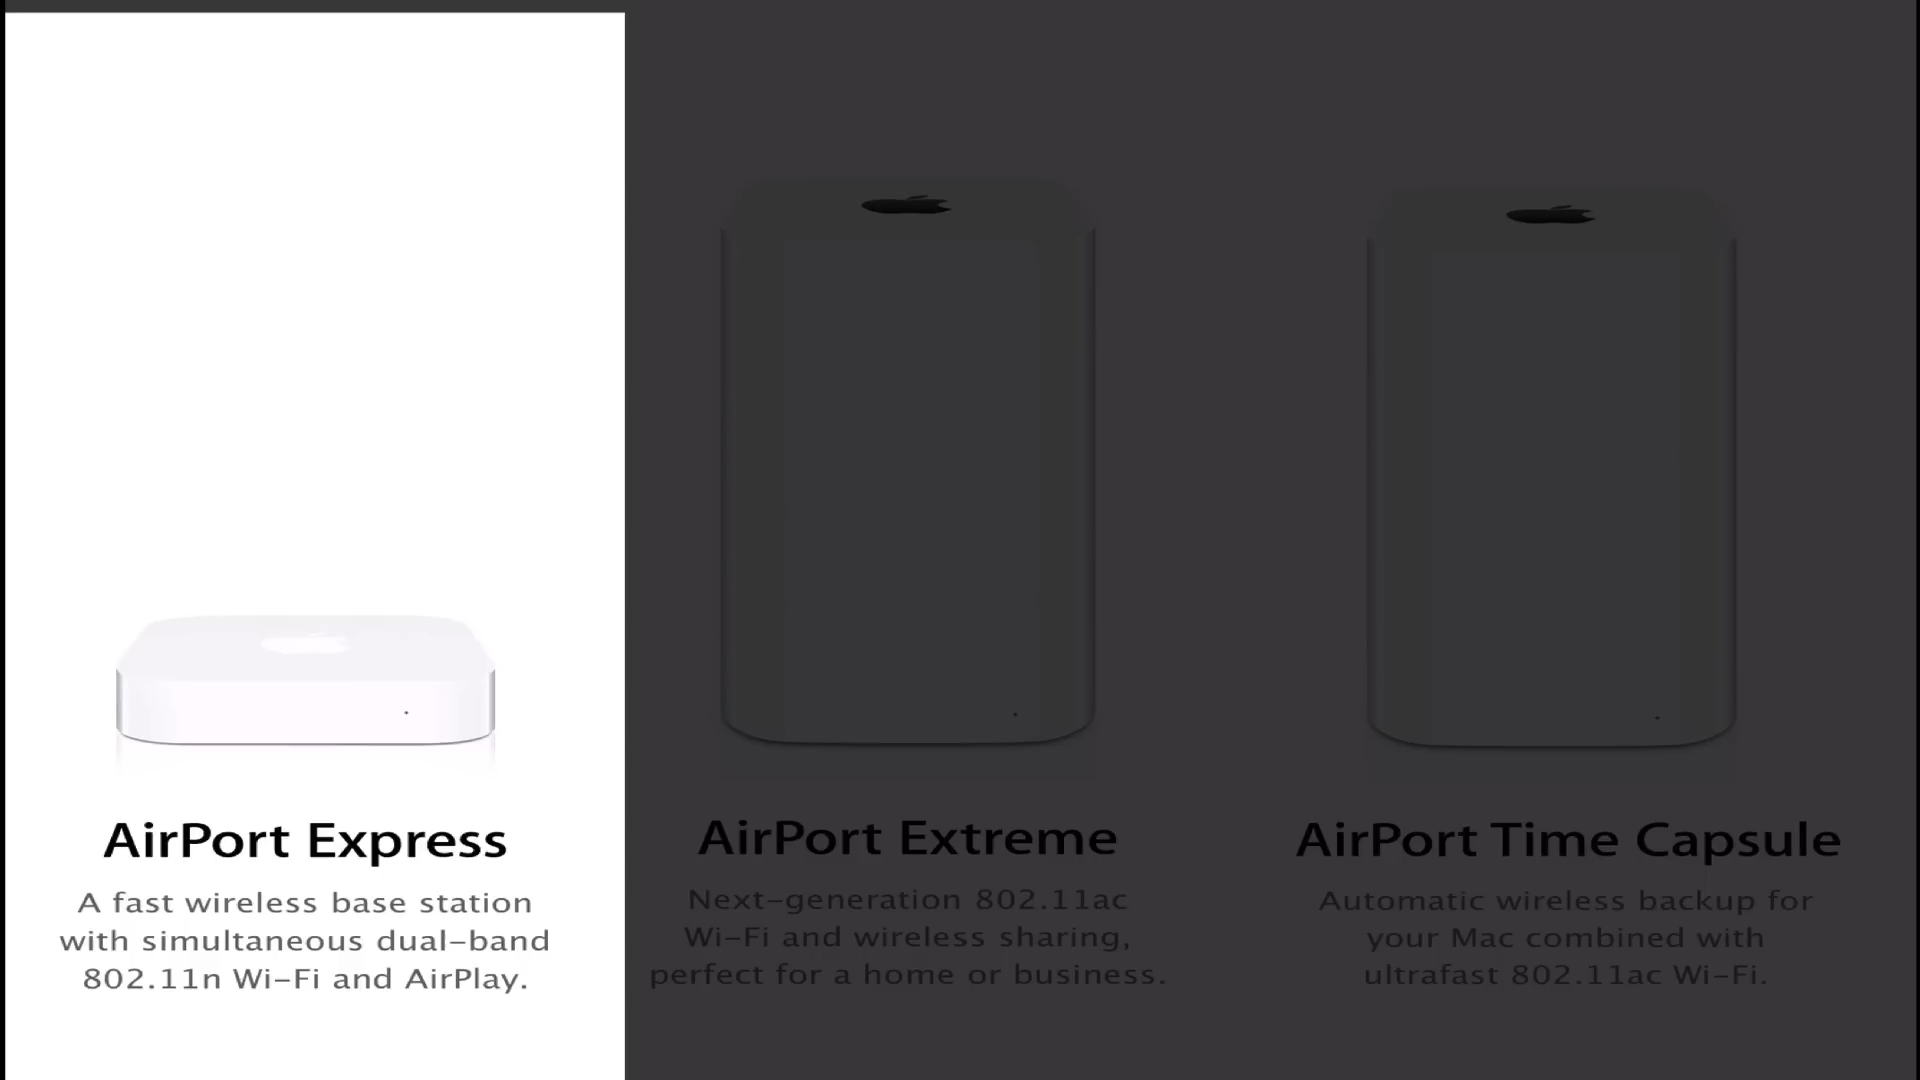 AirPort Express
A fast wireless base station
with simultaneous dual-band
802.11n Wi-Fi and AirPlay.
AirPort Extreme
Next-generation 802.11ac
Wi-Fi and wireless sharing,
perfect for a home or business.
AirPort Time Capsule
Automatic wireless backup for
your Mac combined with
ultrafast 802.11ac Wi-Fi.